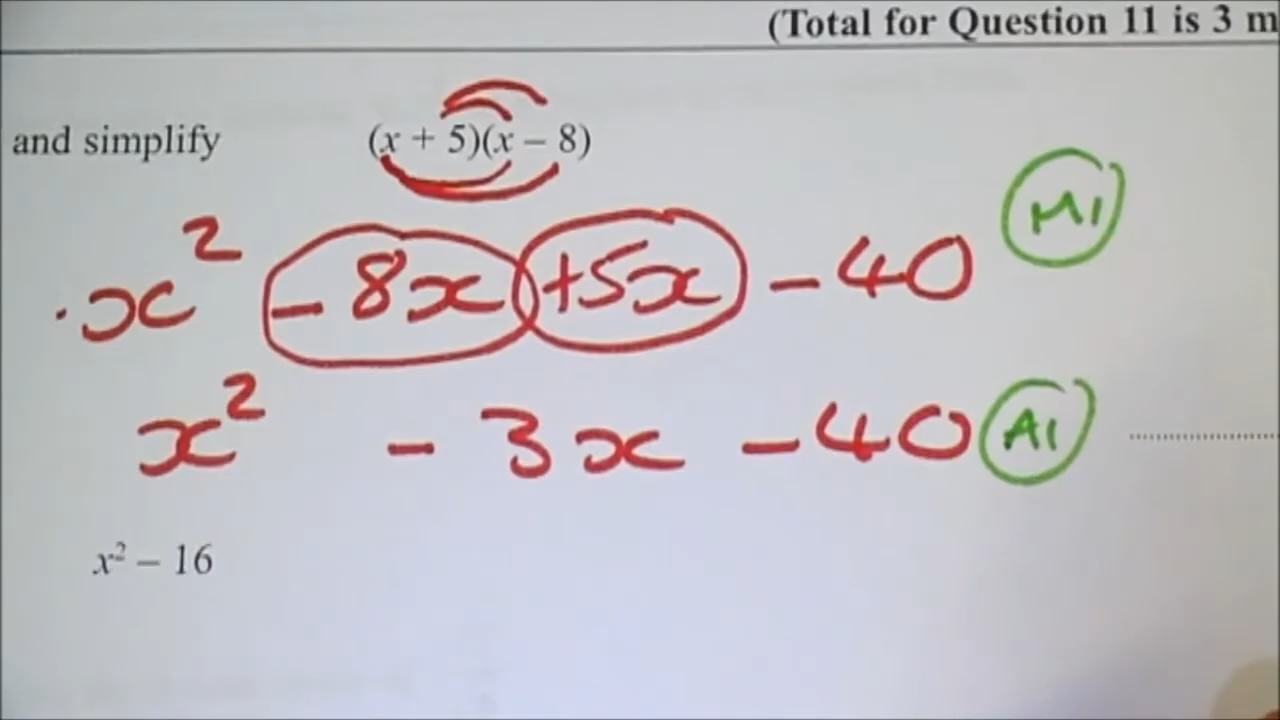 (Total for Question 11 is 3 m
and simplify (x + 5)(x – 8)
x² - 8x +5x - 40 M1
x² - 3x - 40 A1
x² – 16